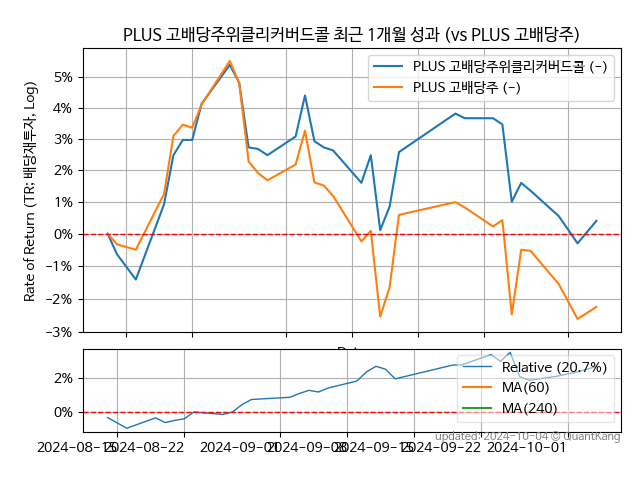 PLUS 고배당주위클리커버드콜 최근 1개월 성과 (vs PLUS 고배당주)
Rate of Return (TR: 배당재투자, Log)
5%
4%
3%
2%
1%
0%
−1%
−2%
−3%
PLUS 고배당주위클리커버드콜 (-)
PLUS 고배당주 (-)
2%
0%
Relative (20.7%)
MA(60)
MA(240)
updated: 2024-10-04 © QuantKang
2024-08-15
2024-08-22
2024-09-01
2024-09-08
2024-09-15
2024-09-22
2024-10-01